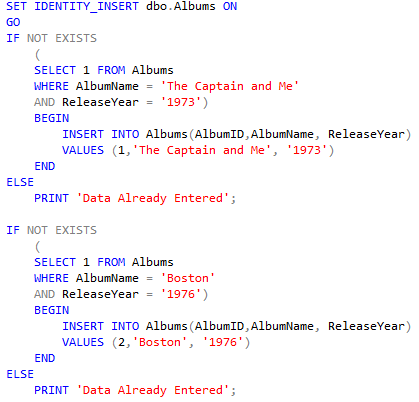 SET IDENTITY_INSERT dbo.Albums ON
GO
IF NOT EXISTS
(
SELECT 1 FROM Albums
WHERE AlbumName = 'The Captain and Me'
AND ReleaseYear = '1973')
BEGIN
INSERT INTO Albums(AlbumID,AlbumName, ReleaseYear)
VALUES (1,'The Captain and Me', '1973')
END
ELSE
PRINT 'Data Already Entered';
IF NOT EXISTS
(
SELECT 1 FROM Albums
WHERE AlbumName = 'Boston'
AND ReleaseYear = '1976')
BEGIN
INSERT INTO Albums(AlbumID,AlbumName, ReleaseYear)
VALUES (2,'Boston', '1976')
END
ELSE
PRINT 'Data Already Entered';